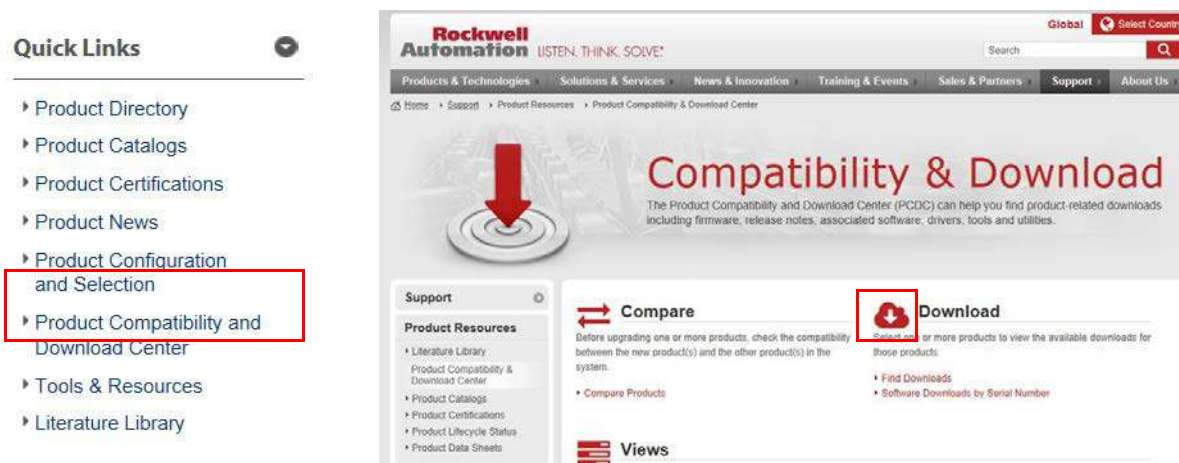 Quick Links
Product Directory
Product Catalogs
Product Certifications
Product News
Product Configuration
and Selection
Product Compatibility and
Download Center
Tools & Resources
Literature Library
Rockwell
Automation LISTEN. THINK. SOLVE.®
Global Select Country
Search
Products & Technologies Solutions & Services News & Innovation Training & Events Sales & Partners Support About Us
Home Support Product Resources Product Compatibility & Download Center
Compatibility & Download
The Product Compatibility and Download Center (PCDC) can help you find product-related downloads
including firmware, release notes, associated software, drivers, tools and utilities.
Support
Product Resources
Literature Library
Product Compatibility &
Download Center
Product Catalogs
Product Certifications
Product Lifecycle Status
Product Data Sheets
Compare
Before upgrading one or more products, check the compatibility
between the new product(s) and the other product(s) in the
system.
Compare Products
Download
Select one or more products to view the available downloads for
those products.
Find Downloads
Software Downloads by Serial Number
Views